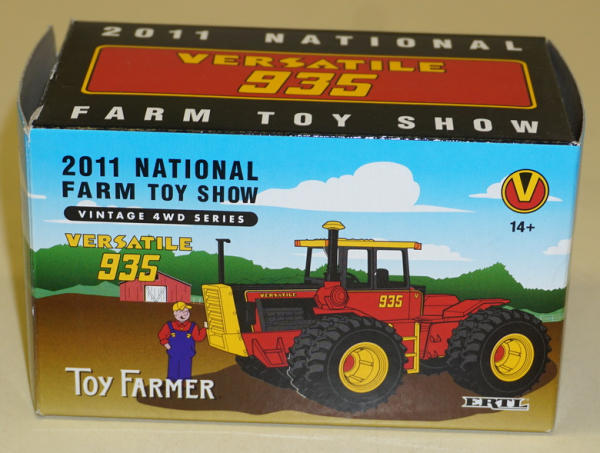 2011 NATIONAL
VERSATILE
935
FARM TOY SHOW
2011 NATIONAL
FARM TOY SHOW
VINTAGE 4WD SERIES
V
14+
VERSATILE
935
VERSATILE
935
V
TOY FARMER
ERTL